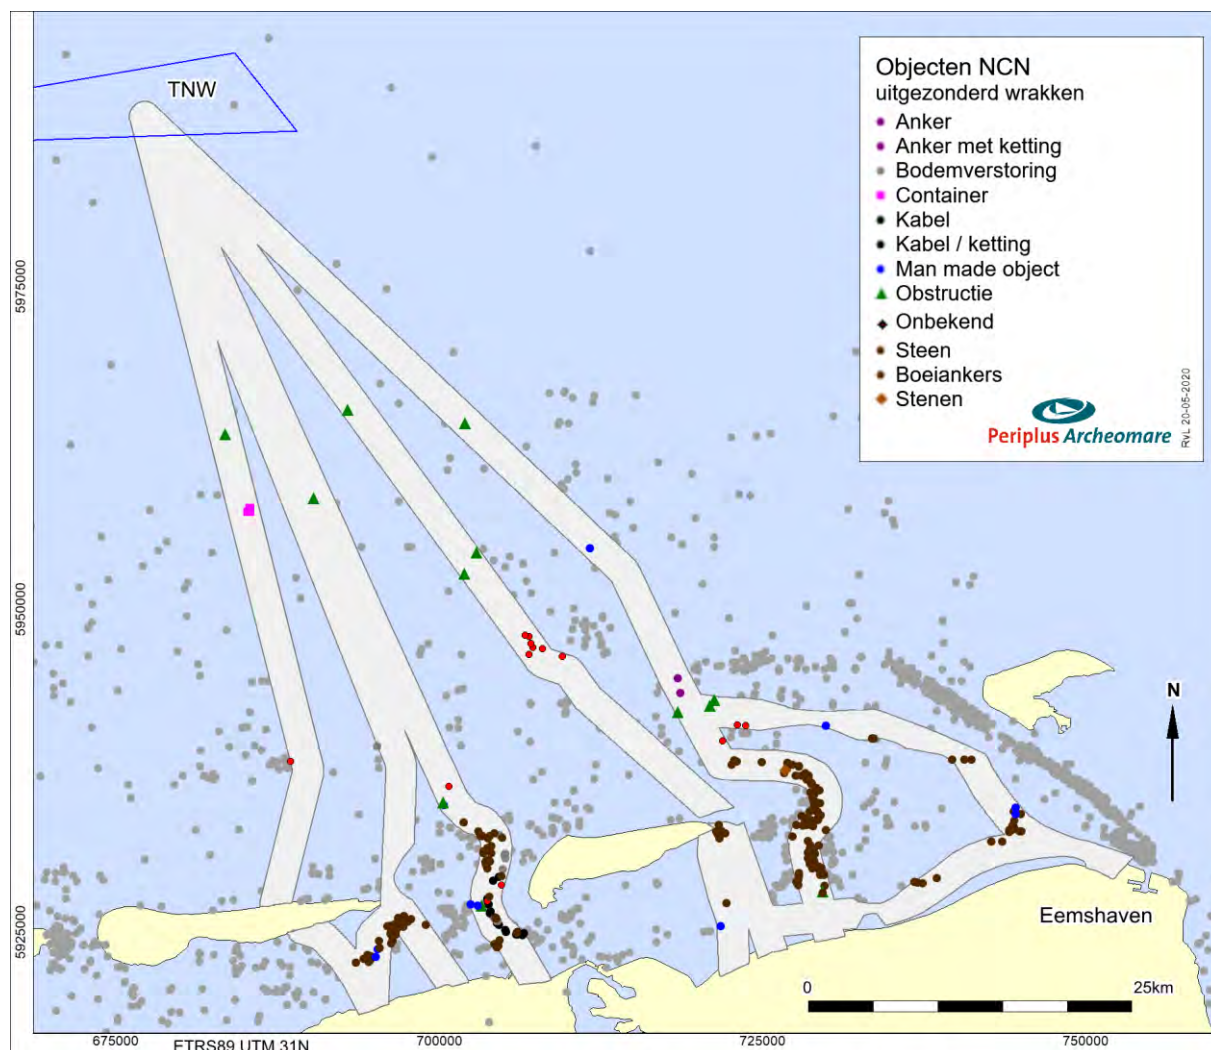 TNW
Objecten NCN
uitgezonderd wrakken
Anker
Anker met ketting
Bodemverstoring
Container
Kabel
Kabel / ketting
Man made object
Obstructie
Onbekend
Steen
Boeiankers
Stenen
Periplus Archeomare
RvL 20-05-2020
5975000
5950000
5925000
N
Eemshaven
0 25km
675000 700000 725000 750000
ETRS89 UTM 31N